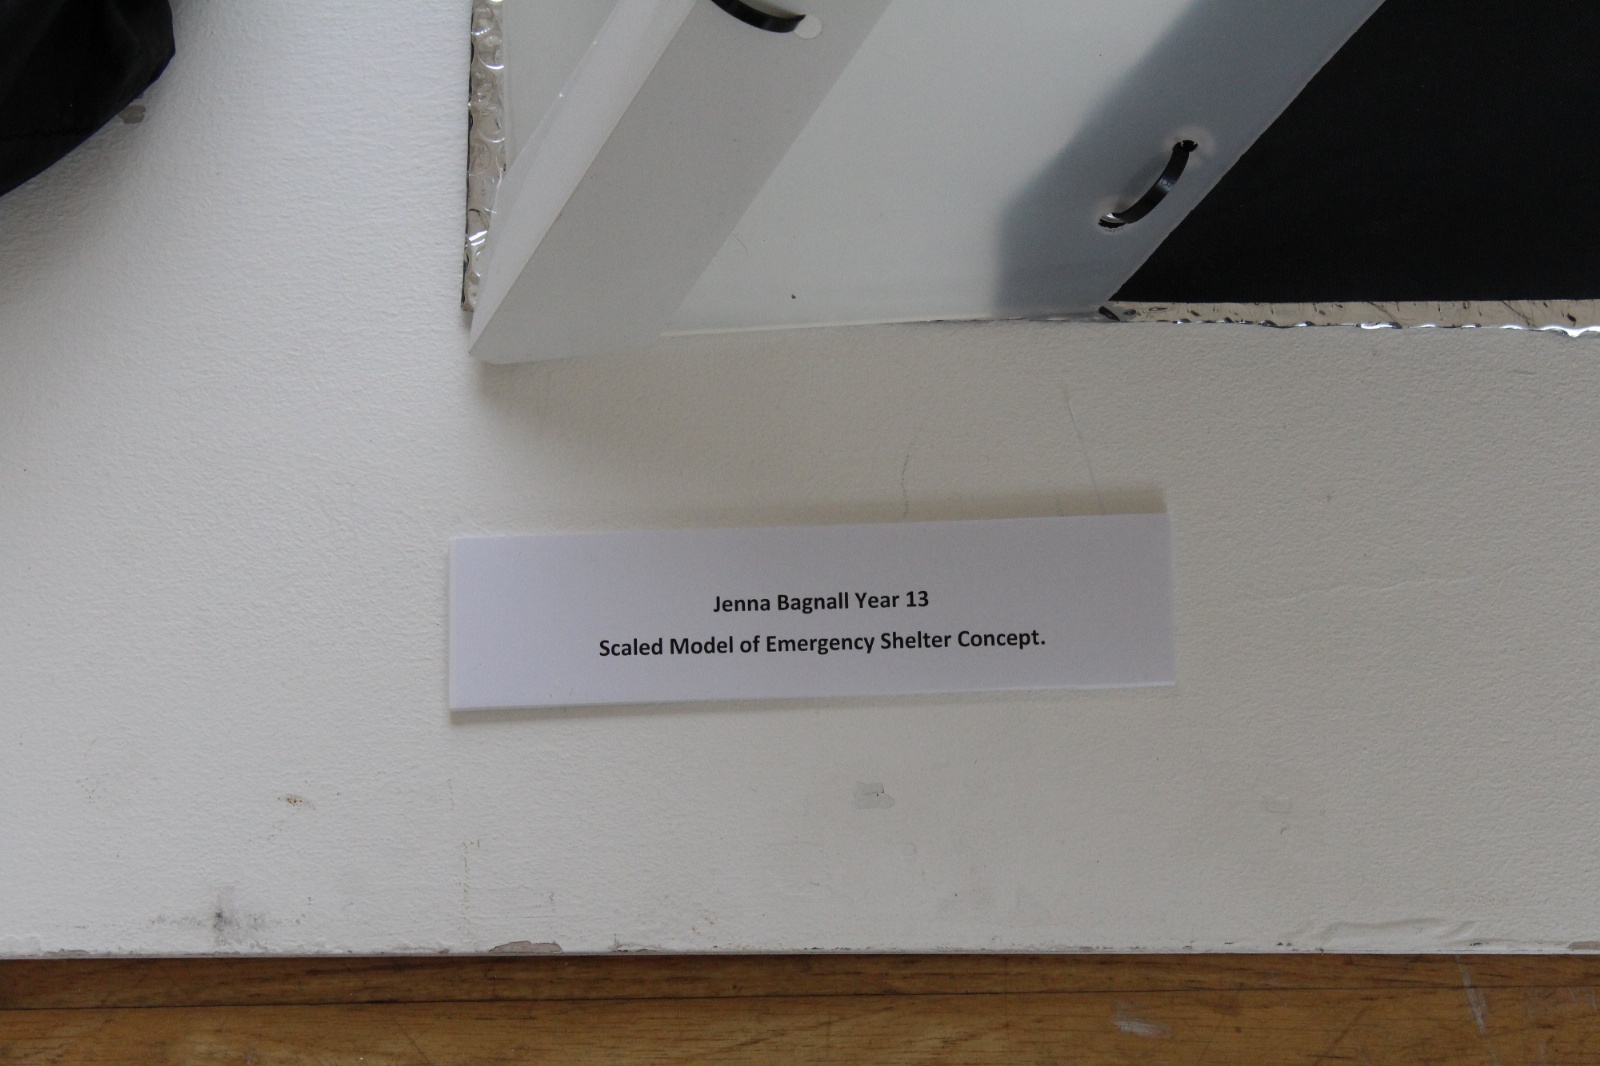 Jenna Bagnall Year 13
Scaled Model of Emergency Shelter Concept.